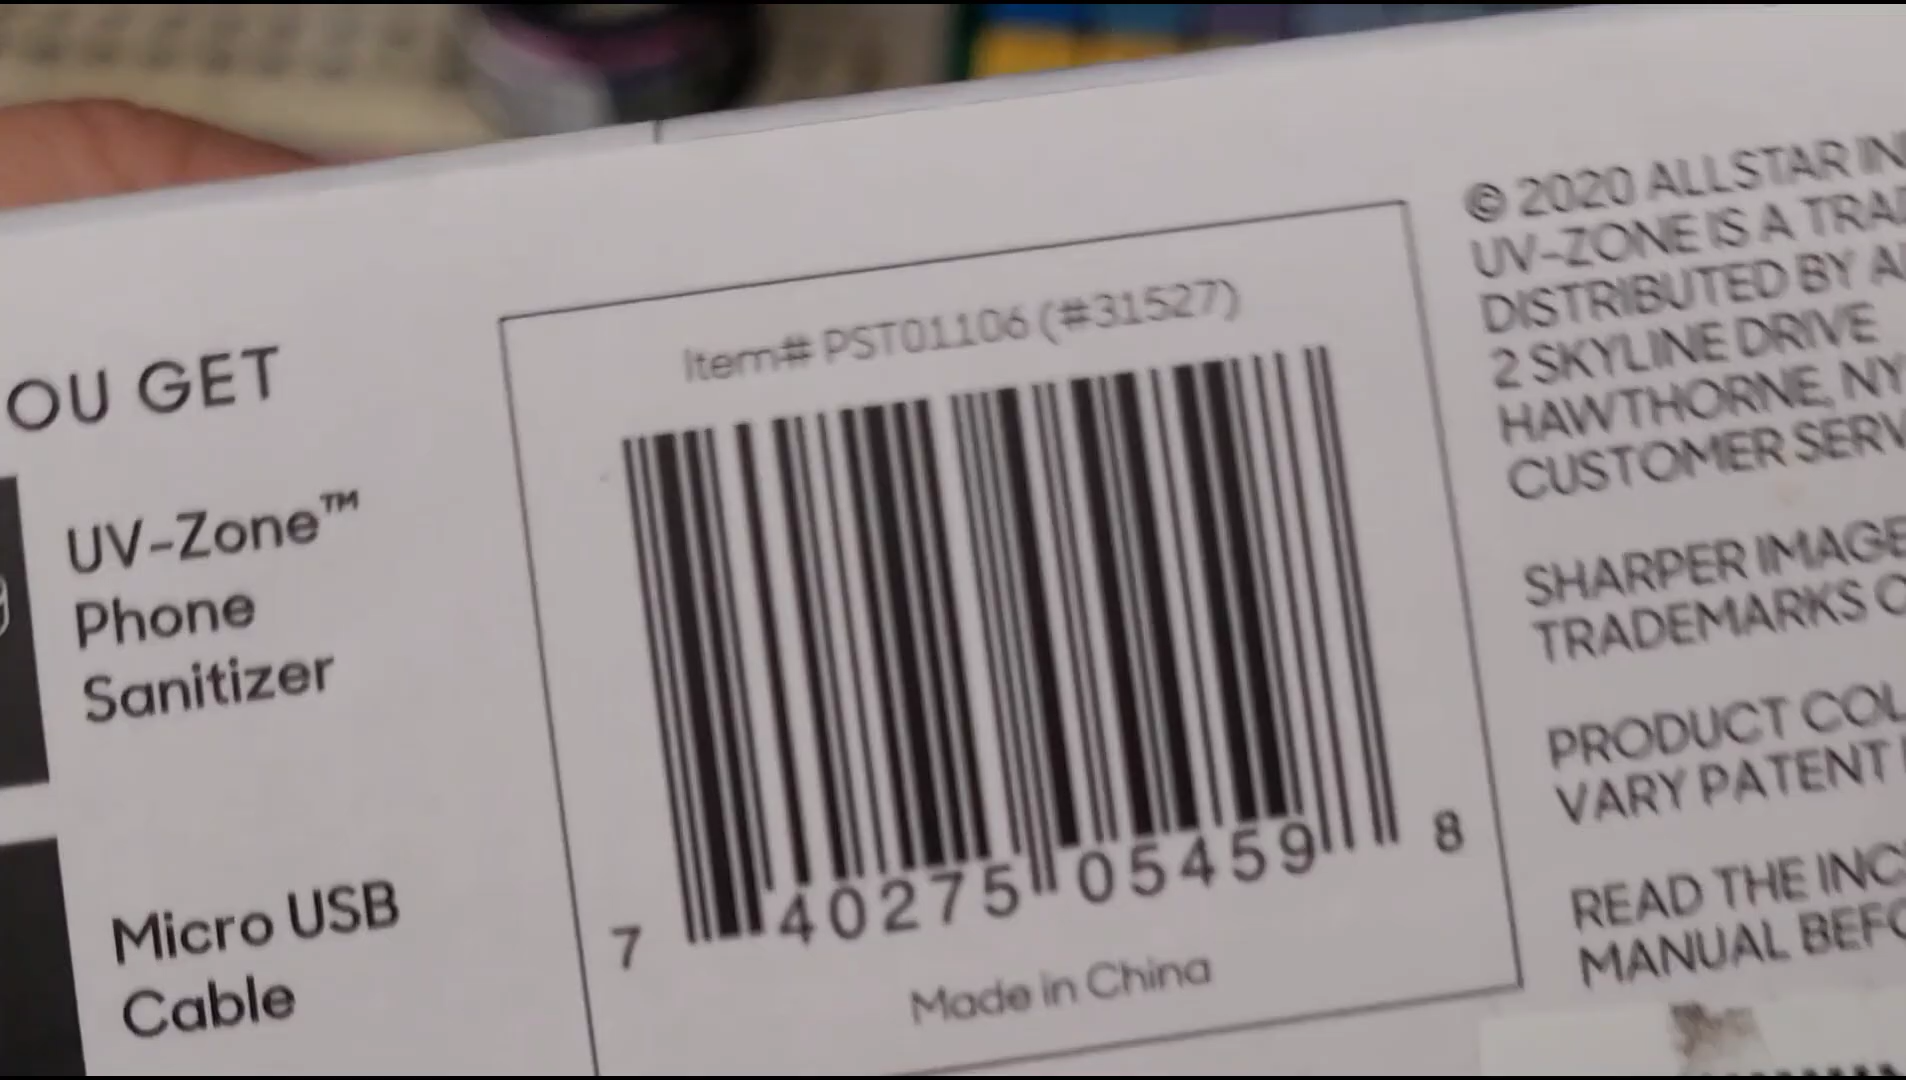 OU GET
UV-Zone™
Phone
Sanitizer
Micro USB
Cable
Item# PST01106 (#31527)
7 40275 05459 8
Made in China
© 2020 ALLSTAR
UV-ZONE IS A
DISTRIBUTED BY
2 SKYLINE DRIVE
HAWTHORNE, NY
CUSTOMER
SHARPER IMAGE
TRADEMARKS
PRODUCT
VARY PATENT
READ THE
MANUAL